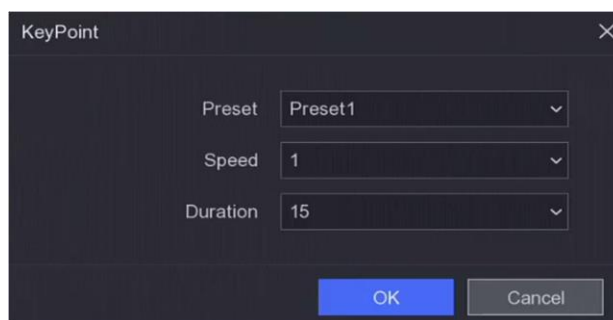 KeyPoint
Preset Preset1
Speed 1
Duration 15
OK Cancel